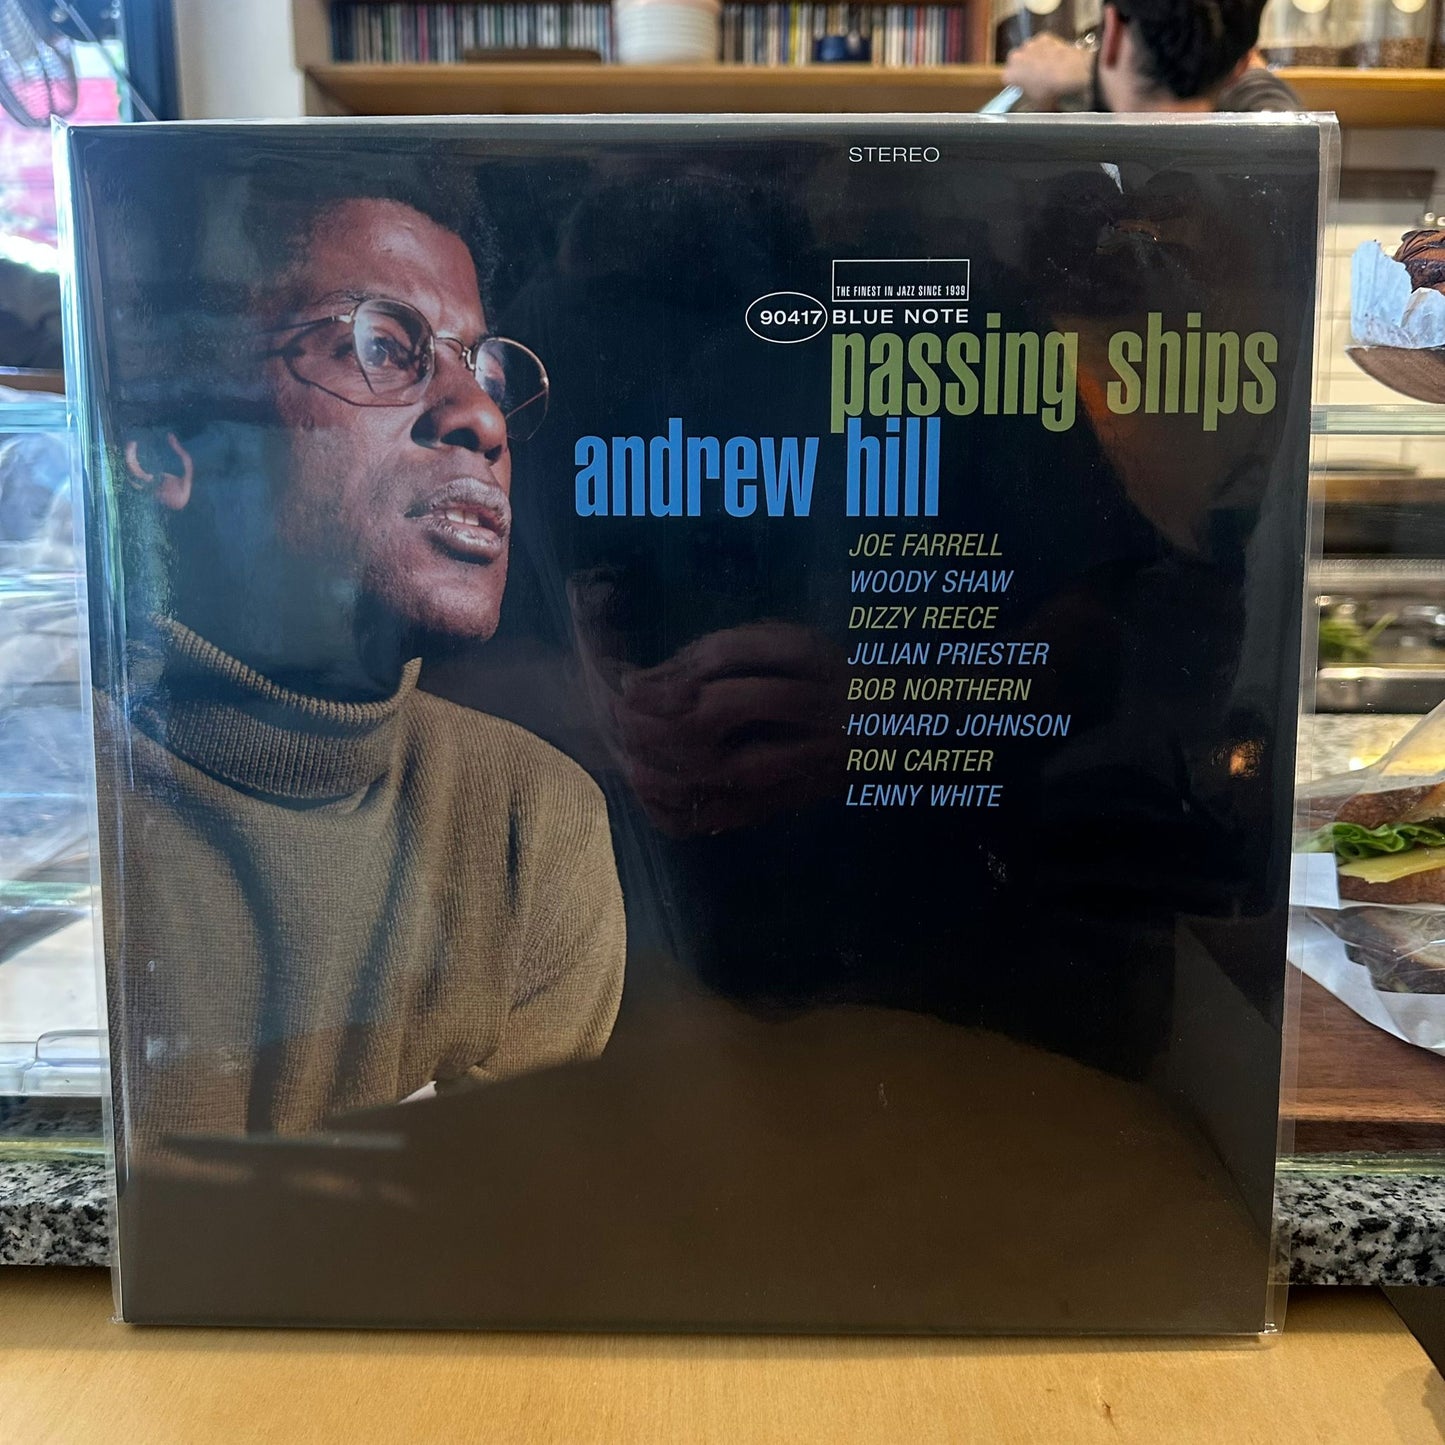 STEREO
THE FINEST IN JAZZ SINCE 1939
90417 BLUE NOTE
passing ships
andrew hill
JOE FARRELL
WOODY SHAW
DIZZY REECE
JULIAN PRIESTER
BOB NORTHERN
HOWARD JOHNSON
RON CARTER
LENNY WHITE